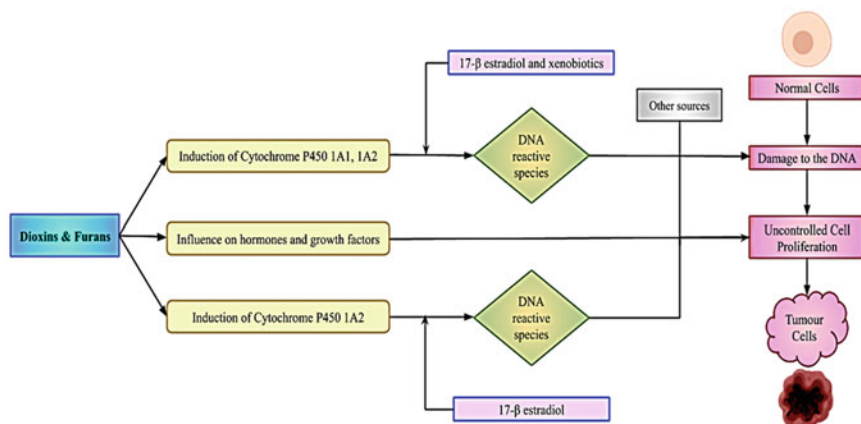 17-β estradiol and xenobiotics
Normal Cells
Other sources
Induction of Cytochrome P450 1A1, 1A2
DNA
reactive
species
Damage to the DNA
Dioxins & Furans
Influence on hormones and growth factors
Uncontrolled Cell
Proliferation
Induction of Cytochrome P450 1A2
DNA
reactive
species
Tumour
Cells
17-β estradiol